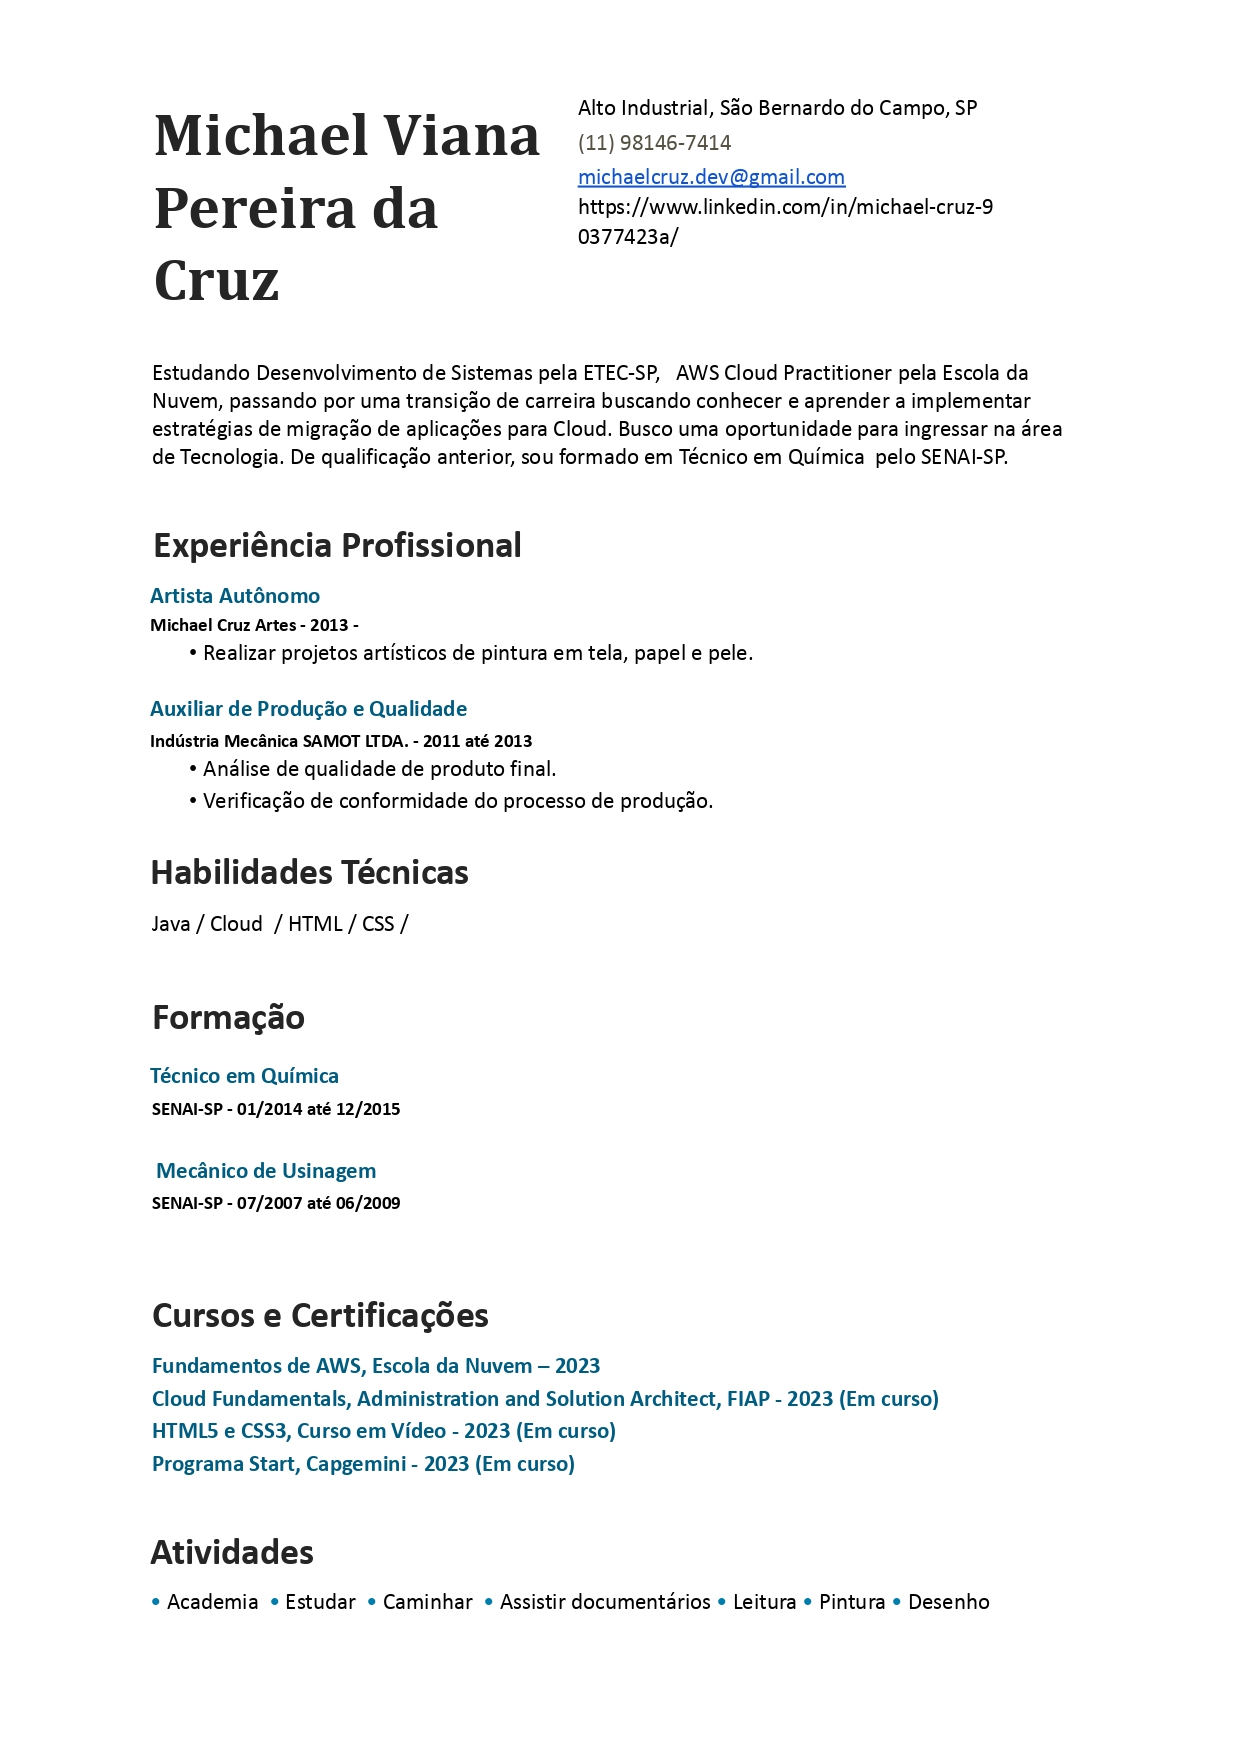 Michael Viana
Pereira da
Cruz
Alto Industrial, São Bernardo do Campo, SP
(11) 98146-7414
michaelcruz.dev@gmail.com
https://www.linkedin.com/in/michael-cruz-9
0377423a/
Estudando Desenvolvimento de Sistemas pela ETEC-SP, AWS Cloud Practitioner pela Escola da
Nuvem, passando por uma transição de carreira buscando conhecer e aprender a implementar
estratégias de migração de aplicações para Cloud. Busco uma oportunidade para ingressar na área
de Tecnologia. De qualificação anterior, sou formado em Técnico em Química pelo SENAI-SP.
Experiência Profissional
Artista Autônomo
Michael Cruz Artes - 2013 -
• Realizar projetos artísticos de pintura em tela, papel e pele.
Auxiliar de Produção e Qualidade
Indústria Mecânica SAMOT LTDA. - 2011 até 2013
• Análise de qualidade de produto final.
• Verificação de conformidade do processo de produção.
Habilidades Técnicas
Java / Cloud / HTML / CSS /
Formação
Técnico em Química
SENAI-SP - 01/2014 até 12/2015
Mecânico de Usinagem
SENAI-SP - 07/2007 até 06/2009
Cursos e Certificações
Fundamentos de AWS, Escola da Nuvem – 2023
Cloud Fundamentals, Administration and Solution Architect, FIAP - 2023 (Em curso)
HTML5 e CSS3, Curso em Vídeo - 2023 (Em curso)
Programa Start, Capgemini - 2023 (Em curso)
Atividades
• Academia • Estudar • Caminhar • Assistir documentários • Leitura • Pintura • Desenho